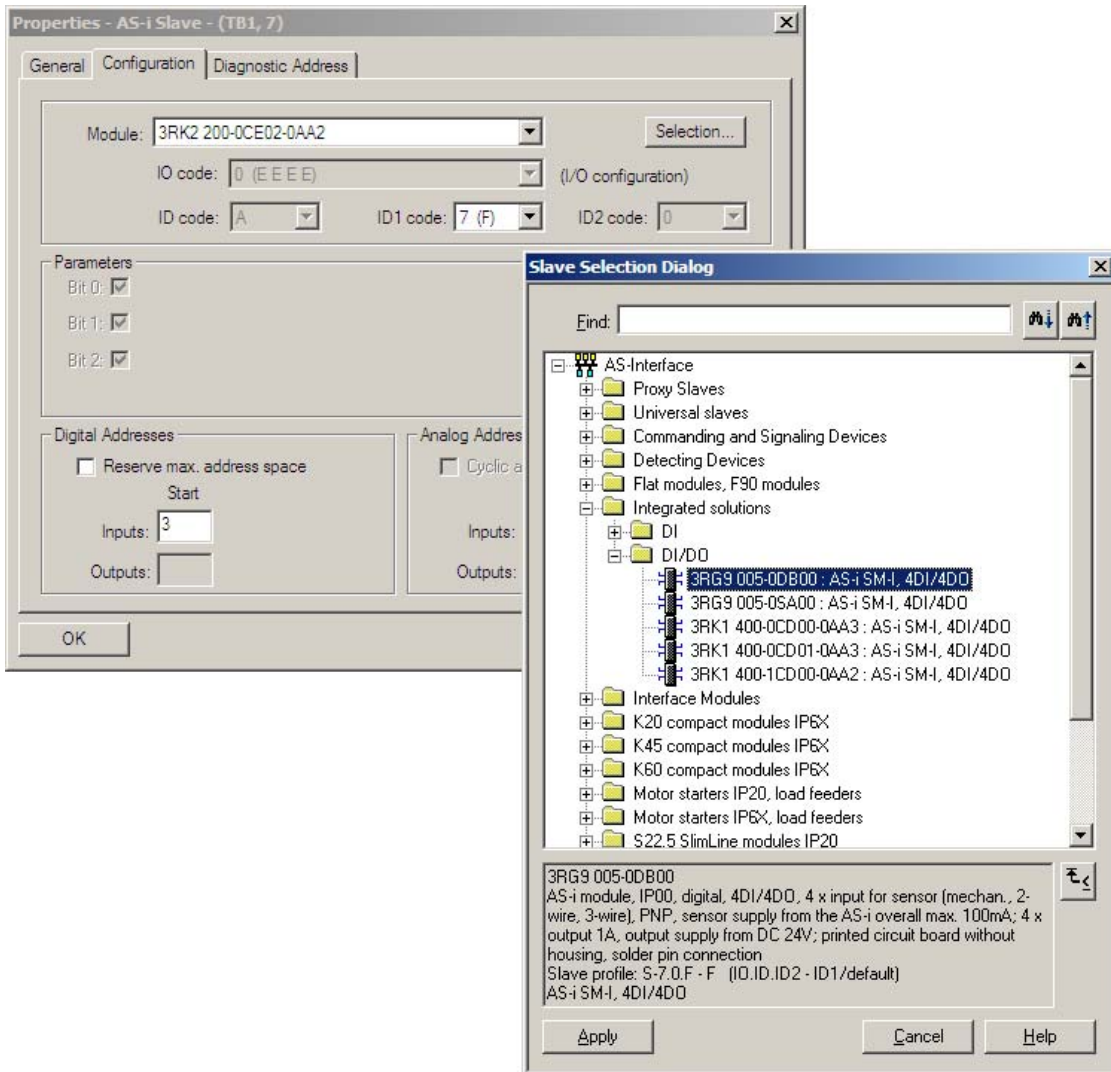 Properties - AS-i Slave - (TB1, 7)
General Configuration Diagnostic Address
Module: 3RK2 200-0CE02-0AA2 Selection...
IO code: 0 (E E E E) (I/O configuration)
ID code: A ID1 code: 7 (F) ID2 code: 0
Parameters
Bit 0:
Bit 1:
Bit 2:
Digital Addresses
Reserve max. address space
Start
Inputs: 3
Outputs:
Analog Addres
Cyclic a
Inputs:
Outputs:
OK
Slave Selection Dialog
Find:
AS-Interface
Proxy Slaves
Universal slaves
Commanding and Signaling Devices
Detecting Devices
Flat modules, F90 modules
Integrated solutions
DI
DI/DO
3RG9 005-0DB00 : AS-i SM-I, 4DI/4DO
3RG9 005-0SA00 : AS-i SM-I, 4DI/4DO
3RK1 400-0CD00-0AA3 : AS-i SM-I, 4DI/4DO
3RK1 400-0CD01-0AA3 : AS-i SM-I, 4DI/4DO
3RK1 400-1CD00-0AA2 : AS-i SM-I, 4DI/4DO
Interface Modules
K20 compact modules IP6X
K45 compact modules IP6X
K60 compact modules IP6X
Motor starters IP20, load feeders
Motor starters IP6X, load feeders
S22.5 SlimLine modules IP20
3RG9 005-0DB00
AS-i module, IP00, digital, 4DI/4DO, 4 x input for sensor (mechan., 2-
wire, 3-wire), PNP, sensor supply from the AS-i overall max. 100mA; 4 x
output 1A, output supply from DC 24V; printed circuit board without
housing, solder pin connection
Slave profile: S-7.0.F - F (IO.ID.ID2 - ID1/default)
AS-i SM-I, 4DI/4DO
Apply Cancel Help